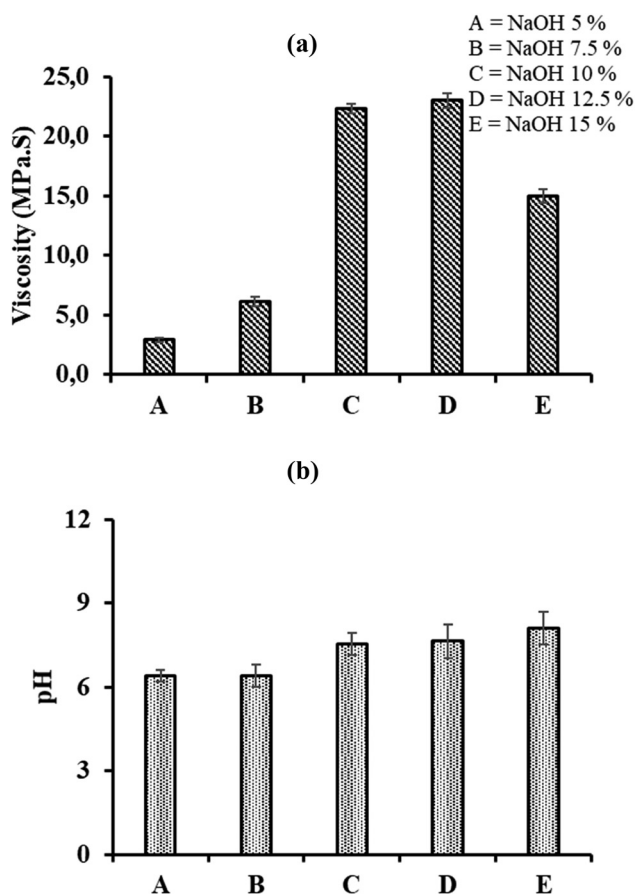 (a)
A = NaOH 5 %
B = NaOH 7.5 %
C = NaOH 10 %
D = NaOH 12.5 %
E = NaOH 15 %
Viscosity (MPa.S)
25,0
20,0
15,0
10,0
5,0
0,0
A B C D E
(b)
pH
12
9
6
3
0
A B C D E